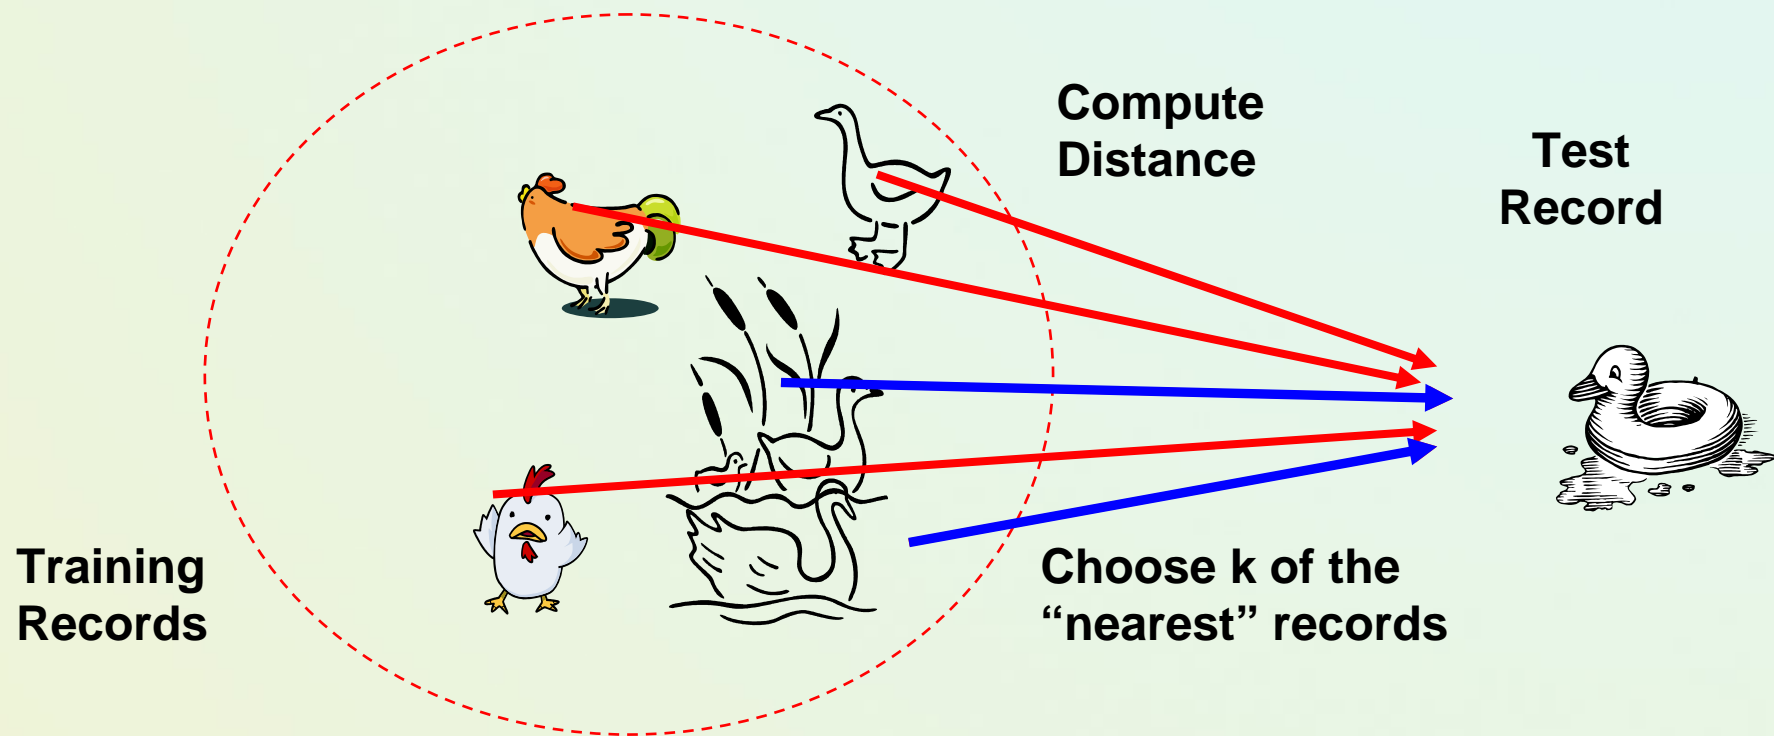 Compute
Distance
Test
Record
Training
Records
Choose k of the
“nearest” records